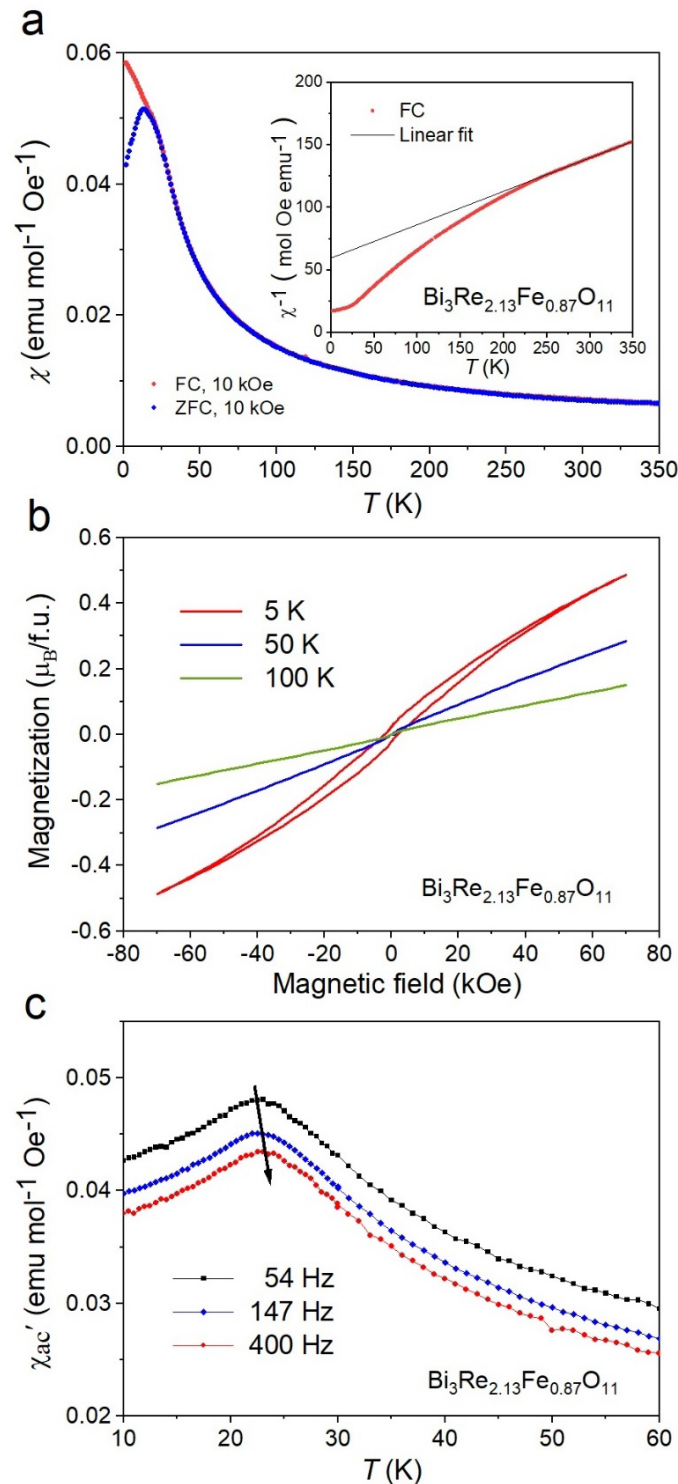 a
0.06
0.04
0.02
0.00
χ (emu mol⁻¹ Oe⁻¹)
0 50 100 150 200 250 300 350
T (K)
FC, 10 kOe
ZFC, 10 kOe
200
150
100
50
0
χ⁻¹ ( mol Oe emu⁻¹)
FC
Linear fit
Bi₃Re₂.₁₃Fe₀.₈₇O₁₁
0 50 100 150 200 250 300 350
T (K)
b
0.6
0.4
0.2
0.0
-0.2
-0.4
-0.6
Magnetization (μB/f.u.)
5 K
50 K
100 K
Bi₃Re₂.₁₃Fe₀.₈₇O₁₁
-80 -60 -40 -20 0 20 40 60 80
Magnetic field (kOe)
c
0.05
0.04
0.03
0.02
χac′ (emu mol⁻¹ Oe⁻¹)
54 Hz
147 Hz
400 Hz
Bi₃Re₂.₁₃Fe₀.₈₇O₁₁
10 20 30 40 50 60
T (K)